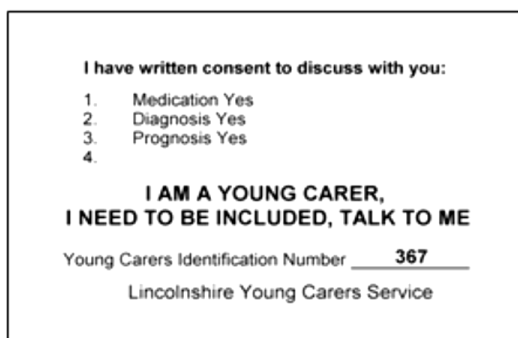 I have written consent to discuss with you:
1. Medication Yes
2. Diagnosis Yes
3. Prognosis Yes
4.
I AM A YOUNG CARER,
I NEED TO BE INCLUDED, TALK TO ME
Young Carers Identification Number 367
Lincolnshire Young Carers Service